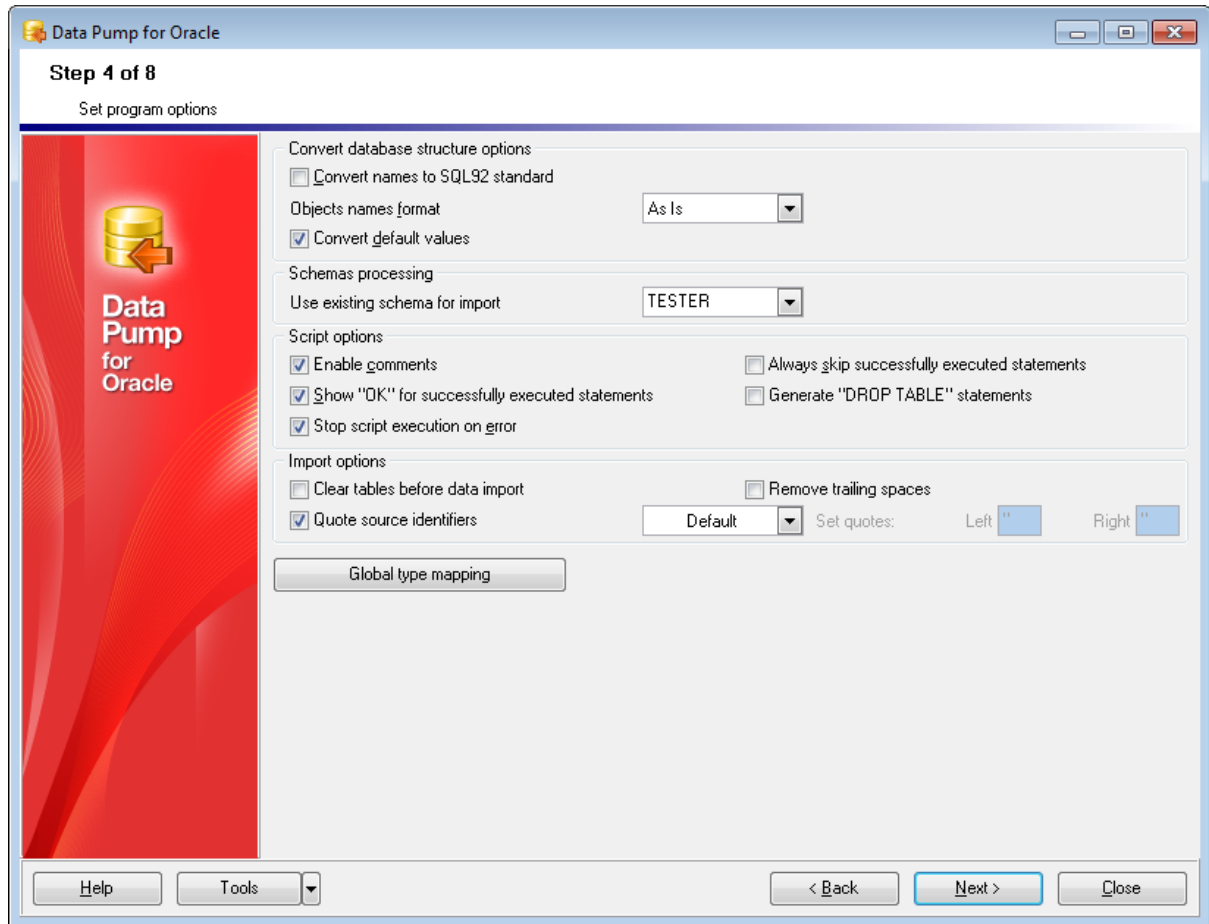 Data Pump for Oracle
Step 4 of 8
Set program options
Data
Pump
for
Oracle
Convert database structure options
Convert names to SQL92 standard
Objects names format As Is
Convert default values
Schemas processing
Use existing schema for import TESTER
Script options
Enable comments Always skip successfully executed statements
Show "OK" for successfully executed statements Generate "DROP TABLE" statements
Stop script execution on error
Import options
Clear tables before data import Remove trailing spaces
Quote source identifiers Default Set quotes: Left " Right "
Global type mapping
Help Tools < Back Next > Close